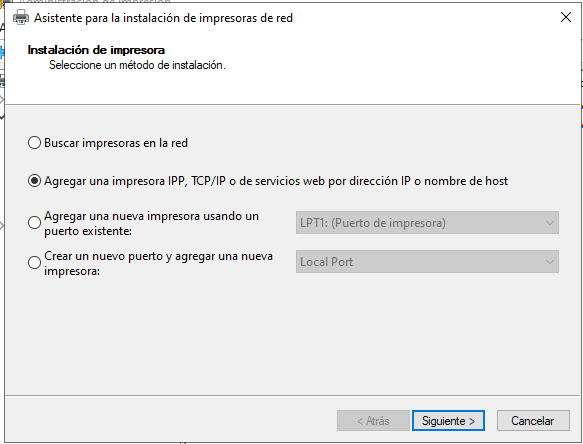 Administración de impresión
Asistente para la instalación de impresoras de red
Instalación de impresora
Seleccione un método de instalación.
Buscar impresoras en la red
Agregar una impresora IPP, TCP/IP o de servicios web por dirección IP o nombre de host
Agregar una nueva impresora usando un
puerto existente:
LPT1: (Puerto de impresora)
Crear un nuevo puerto y agregar una nueva
impresora:
Local Port
< Atrás
Siguiente >
Cancelar